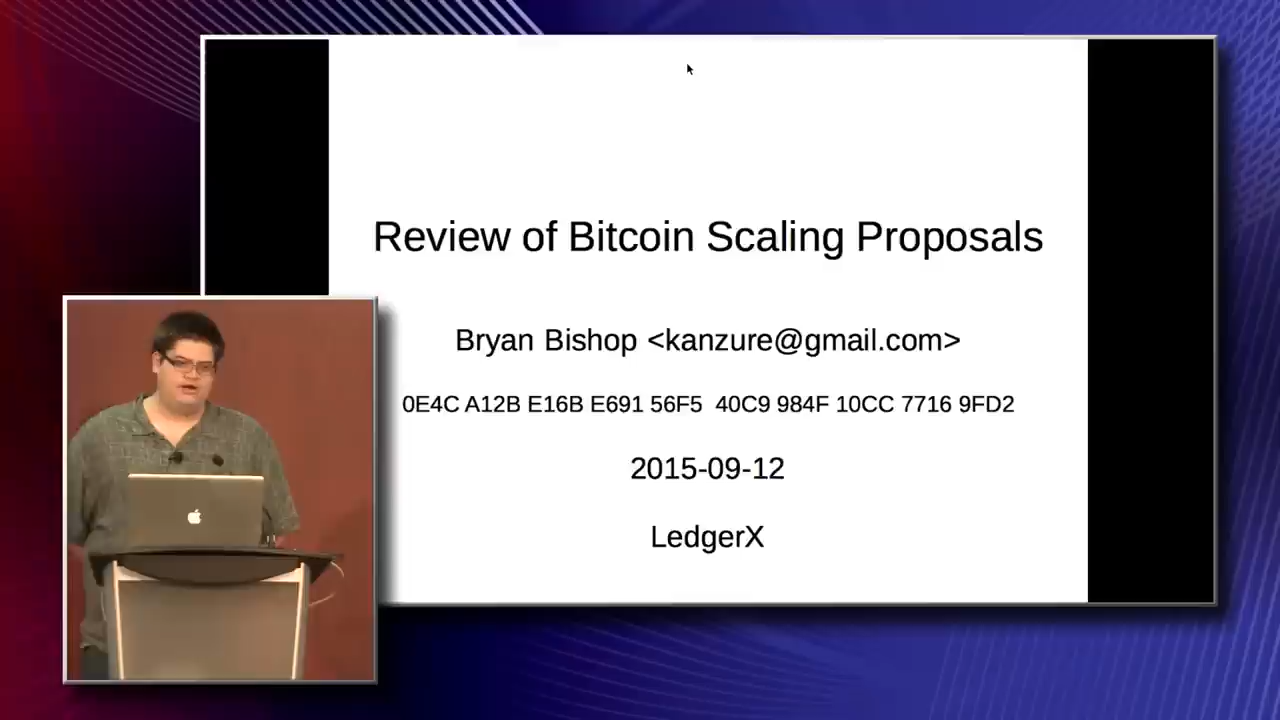 Review of Bitcoin Scaling Proposals
Bryan Bishop <kanzure@gmail.com>
0E4C A12B E16B E691 56F5  40C9 984F 10CC 7716 9FD2
2015-09-12
LedgerX